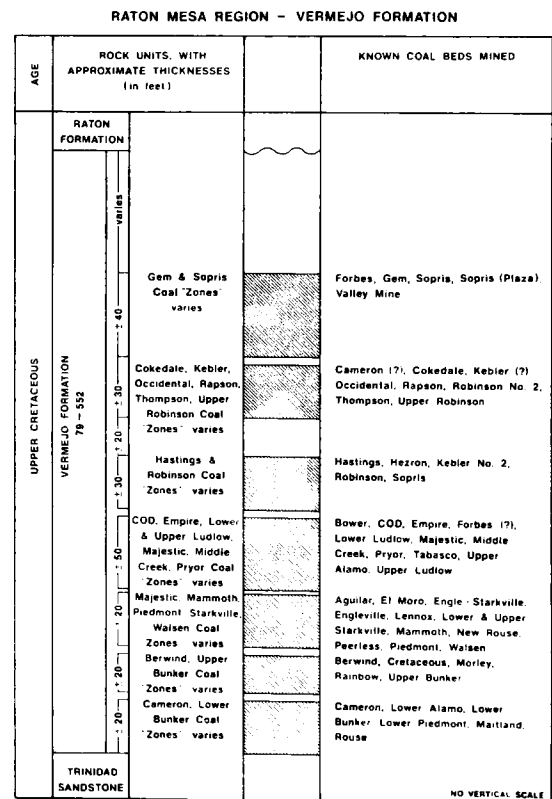 RATON MESA REGION - VERMEJO FORMATION
AGE
ROCK UNITS, WITH
APPROXIMATE THICKNESSES
(in feet)
KNOWN COAL BEDS MINED
UPPER CRETACEOUS
RATON
FORMATION
VERMEJO FORMATION
79-552
varies
± 40
Gem & Sopris
Coal "Zones"
varies
Forbes, Gem, Sopris, Sopris (Plaza)
Valley Mine
± 30
Cokedale, Kebler,
Occidental, Rapson,
Thompson, Upper
Robinson Coal
"Zones" varies
Cameron (?), Cokedale, Kebler (?)
Occidental, Rapson, Robinson No. 2,
Thompson, Upper Robinson
± 20
± 30
Hastings &
Robinson Coal
"Zones" varies
Hastings, Hezron, Kebler No. 2,
Robinson, Sopris
± 50
COD, Empire, Lower
& Upper Ludlow,
Majestic, Middle
Creek, Pryor Coal
"Zones" varies
Bower, COD, Empire, Forbes (?),
Lower Ludlow, Majestic, Middle
Creek, Pryor, Tabasco, Upper
Alamo, Upper Ludlow
20
Majestic, Mammoth,
Piedmont Starkville,
Walsen Coal
Zones varies
Aguilar, El Moro, Engle-Starkville,
Engleville, Lennox, Lower & Upper
Starkville, Mammoth, New Rouse,
Peerless, Piedmont, Walsen
± 20
Berwind, Upper
Bunker Coal
"Zones" varies
Berwind, Cretaceous, Morley,
Rainbow, Upper Bunker
± 20
Cameron, Lower
Bunker Coal
"Zones" varies
Cameron, Lower Alamo, Lower
Bunker, Lower Piedmont, Maitland,
Rouse
TRINIDAD
SANDSTONE
NO VERTICAL SCALE